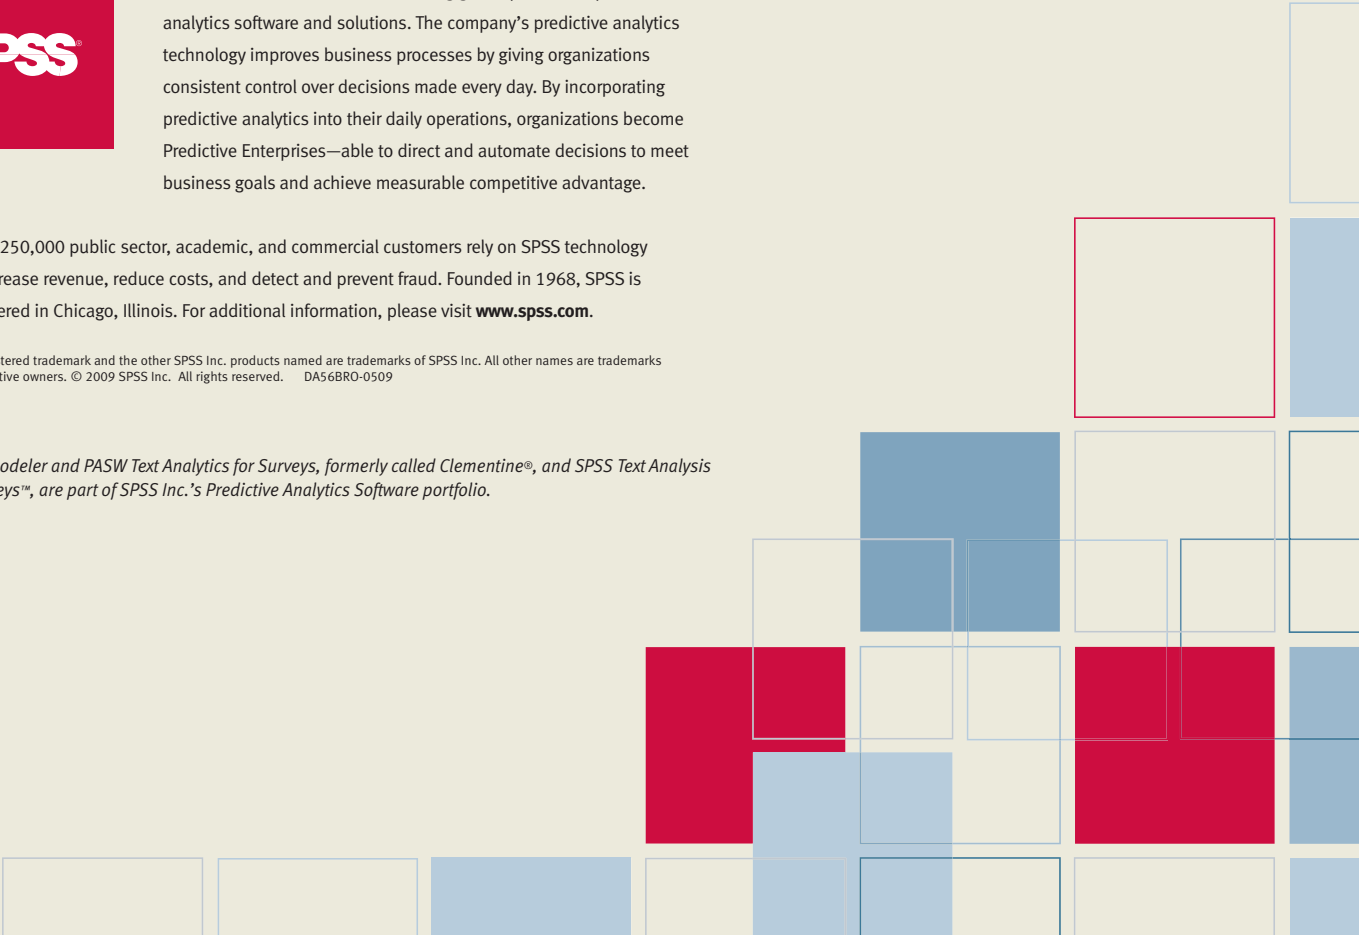 PSS®
analytics software and solutions. The company's predictive analytics
technology improves business processes by giving organizations
consistent control over decisions made every day. By incorporating
predictive analytics into their daily operations, organizations become
Predictive Enterprises—able to direct and automate decisions to meet
business goals and achieve measurable competitive advantage.
250,000 public sector, academic, and commercial customers rely on SPSS technology
rease revenue, reduce costs, and detect and prevent fraud. Founded in 1968, SPSS is
ered in Chicago, Illinois. For additional information, please visit www.spss.com.
tered trademark and the other SPSS Inc. products named are trademarks of SPSS Inc. All other names are trademarks
tive owners. © 2009 SPSS Inc. All rights reserved. DA56BRO-0509
odeler and PASW Text Analytics for Surveys, formerly called Clementine®, and SPSS Text Analysis
eys™, are part of SPSS Inc.'s Predictive Analytics Software portfolio.